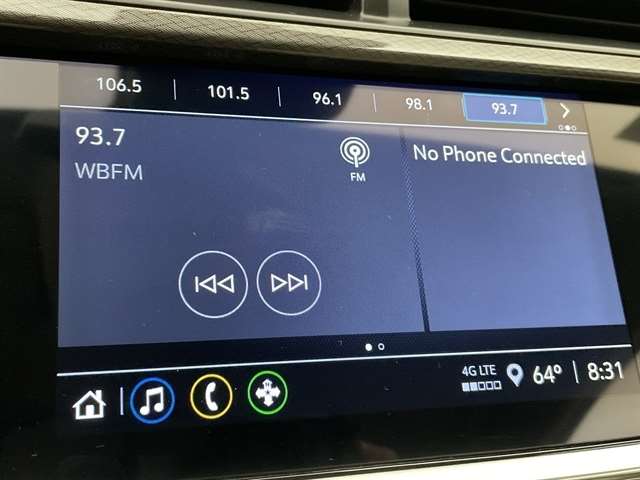 106.5 101.5 96.1 98.1 93.7
93.7
WBFM
FM
No Phone Connected
4G LTE
64° 8:31